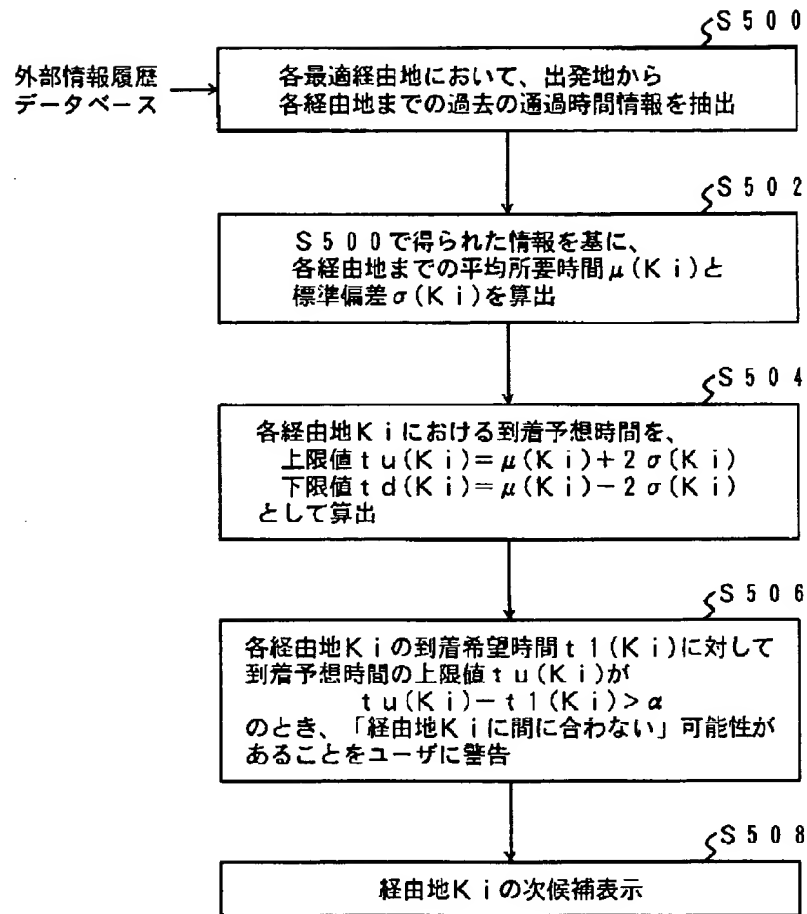 S500
外部情報履歴
データベース
各最適経由地において、出発地から
各経由地までの過去の通過時間情報を抽出
S502
S500で得られた情報を基に、
各経由地までの平均所要時間μ(Ki)と
標準偏差σ(Ki)を算出
S504
各経由地Kiにおける到着予想時間を、
上限値tu(Ki)=μ(Ki)+2σ(Ki)
下限値td(Ki)=μ(Ki)-2σ(Ki)
として算出
S506
各経由地Kiの到着希望時間t1(Ki)に対して
到着予想時間の上限値tu(Ki)が
tu(Ki)-t1(Ki)>α
のとき、「経由地Kiに間に合わない」可能性が
あることをユーザに警告
S508
経由地Kiの次候補表示